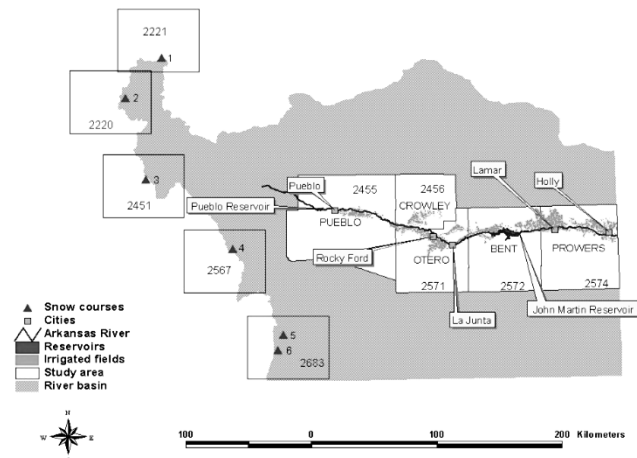 2221
1
2
2220
3
2451
Lamar
Holly
Pueblo
2455
2456
CROWLEY
Pueblo Reservoir
PUEBLO
4
Rocky Ford
BENT
PROWERS
OTERO
2567
2571
2572
2574
John Martin Reservoir
La Junta
5
6
2683
Snow courses
Cities
Arkansas River
Reservoirs
Irrigated fields
Study area
River basin
N
W E
S
100 0 100 200 Kilometers